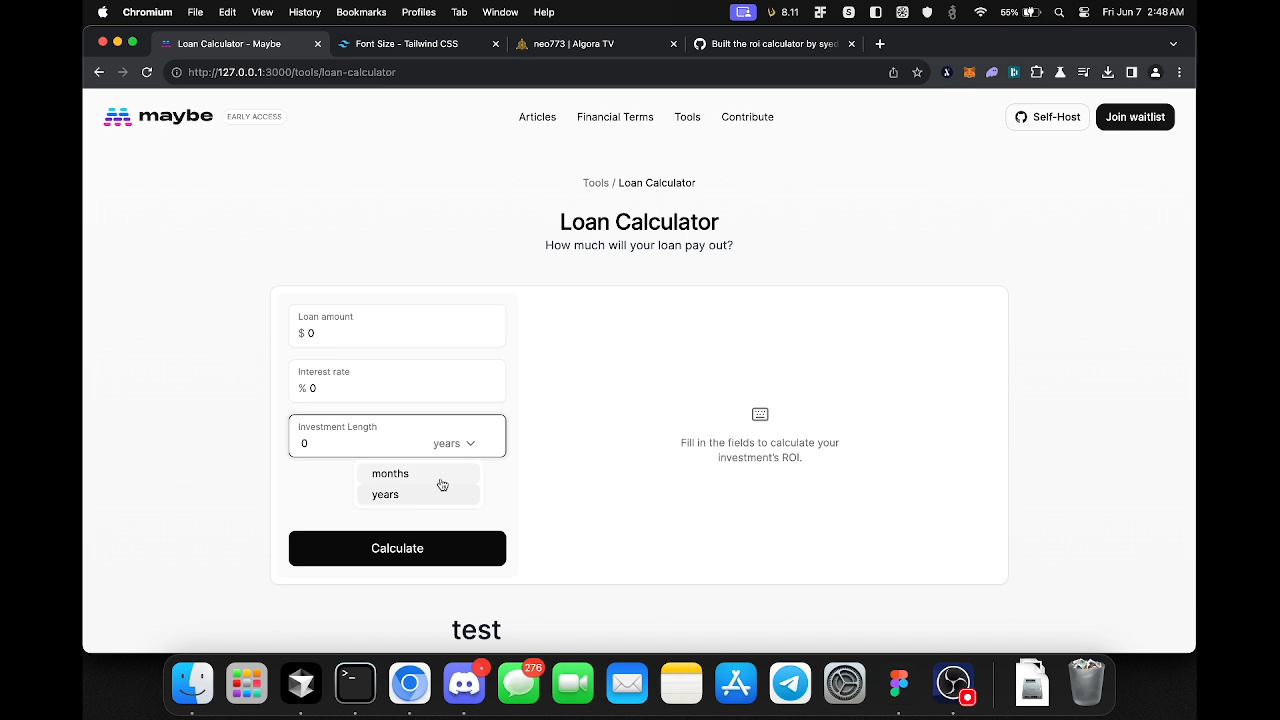 Chromium File Edit View History Bookmarks Profiles Tab Window Help 8.11 55% Fri Jun 7 2:48 AM
Loan Calculator - Maybe Font Size - Tailwind CSS neo773 | Algora TV Built the roi calculator by syed
http://127.0.0.1:3000/tools/loan-calculator
maybe EARLY ACCESS Articles Financial Terms Tools Contribute Self-Host Join waitlist
Tools / Loan Calculator
Loan Calculator
How much will your loan pay out?
Loan amount
$ 0
Interest rate
% 0
Investment Length
0 years
months
years
Calculate
Fill in the fields to calculate your
investment's ROI.
test
276